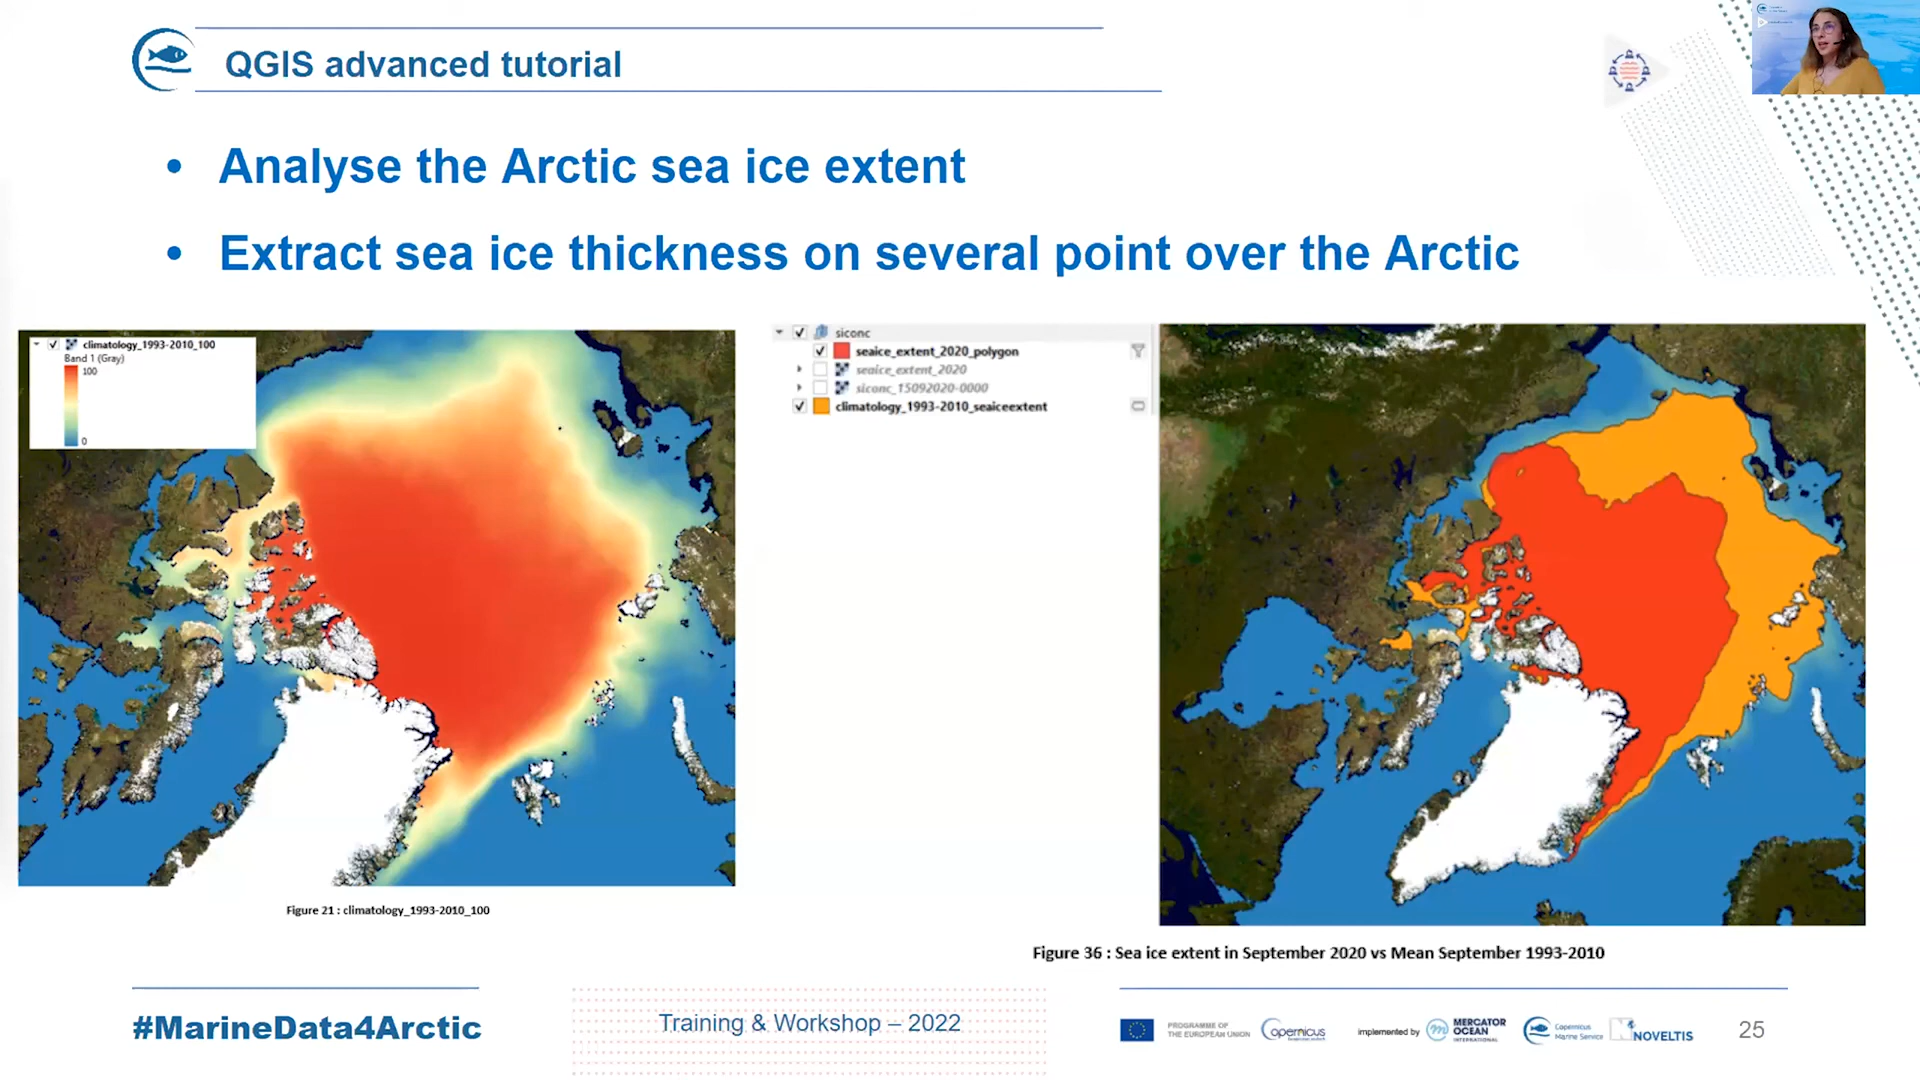 QGIS advanced tutorial
• Analyse the Arctic sea ice extent
• Extract sea ice thickness on several point over the Arctic
climatology_1993-2010_100
Band 1 (Gray)
100
0
siconc
seaice_extent_2020_polygon
seaice_extent_2020
siconc_15092020-0000
climatology_1993-2010_seaiceextent
Figure 21 : climatology_1993-2010_100
Figure 36 : Sea ice extent in September 2020 vs Mean September 1993-2010
#MarineData4Arctic
Training & Workshop – 2022
PROGRAMME OF
THE EUROPEAN UNION
opernicus
implemented by
MERCATOR
OCEAN
INTERNATIONAL
Copernicus
Marine Service
NOVELTIS
25